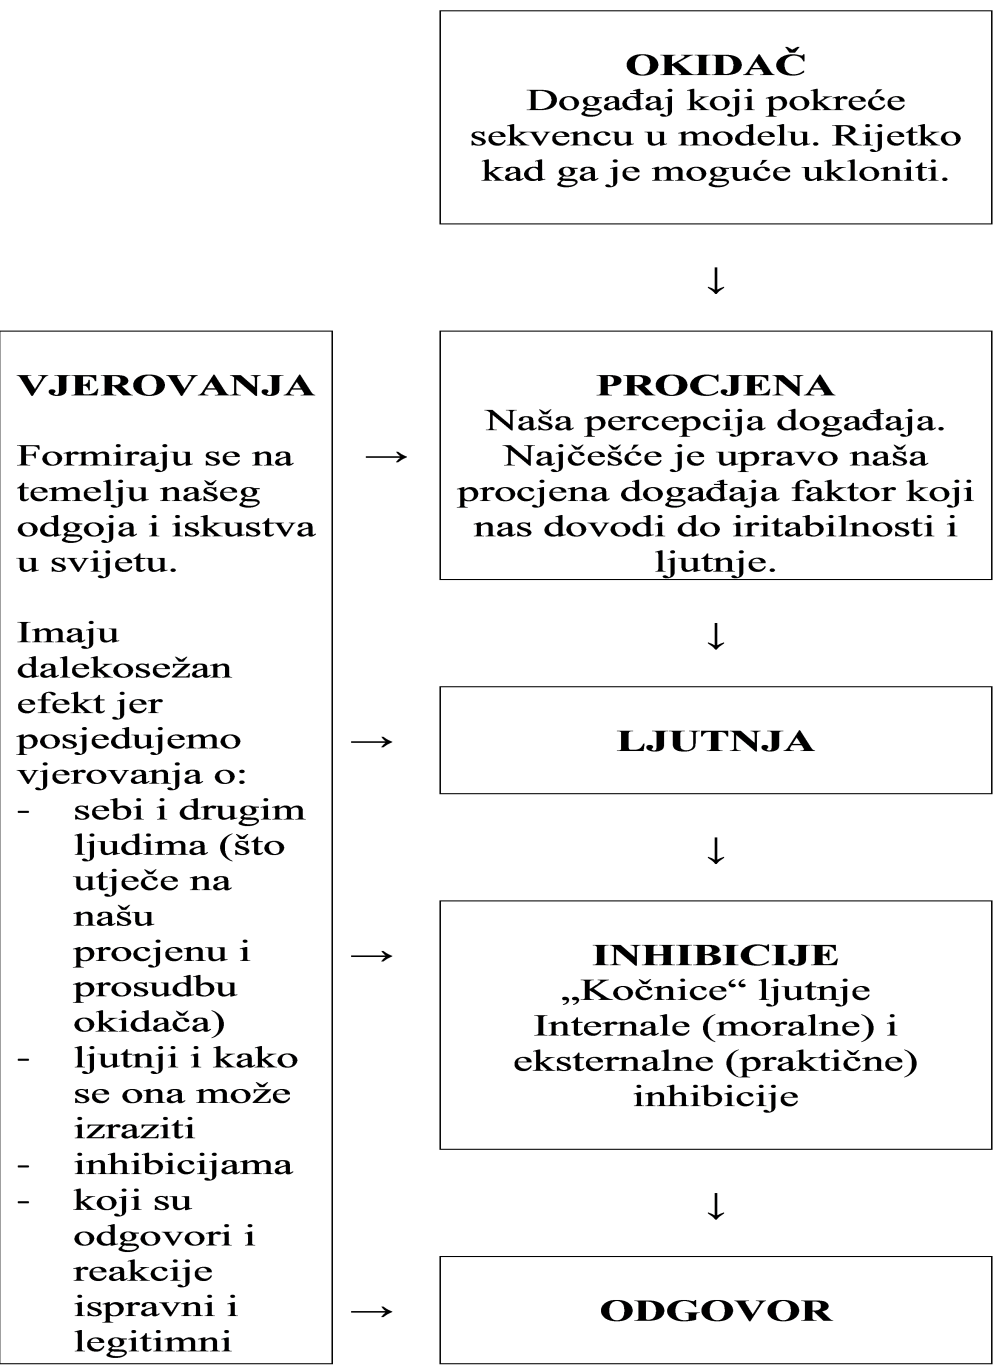 OKIDAČ
Događaj koji pokreće
sekvencu u modelu. Rijetko
kad ga je moguće ukloniti.
↓
VJEROVANJA
Formiraju se na
temelju našeg
odgoja i iskustva
u svijetu.
Imaju
dalekosežan
efekt jer
posjedujemo
vjerovanja o:
- sebi i drugim
ljudima (što
utječe na
našu
procjenu i
prosudbu
okidača)
- ljutnji i kako
se ona može
izraziti
- inhibicijama
- koji su
odgovori i
reakcije
ispravni i
legitimni
→
PROCJENA
Naša percepcija događaja.
Najčešće je upravo naša
procjena događaja faktor koji
nas dovodi do iritabilnosti i
ljutnje.
↓
→
LJUTNJA
↓
→
INHIBICIJE
„Kočnice“ ljutnje
Internale (moralne) i
eksternalne (praktične)
inhibicije
↓
→
ODGOVOR